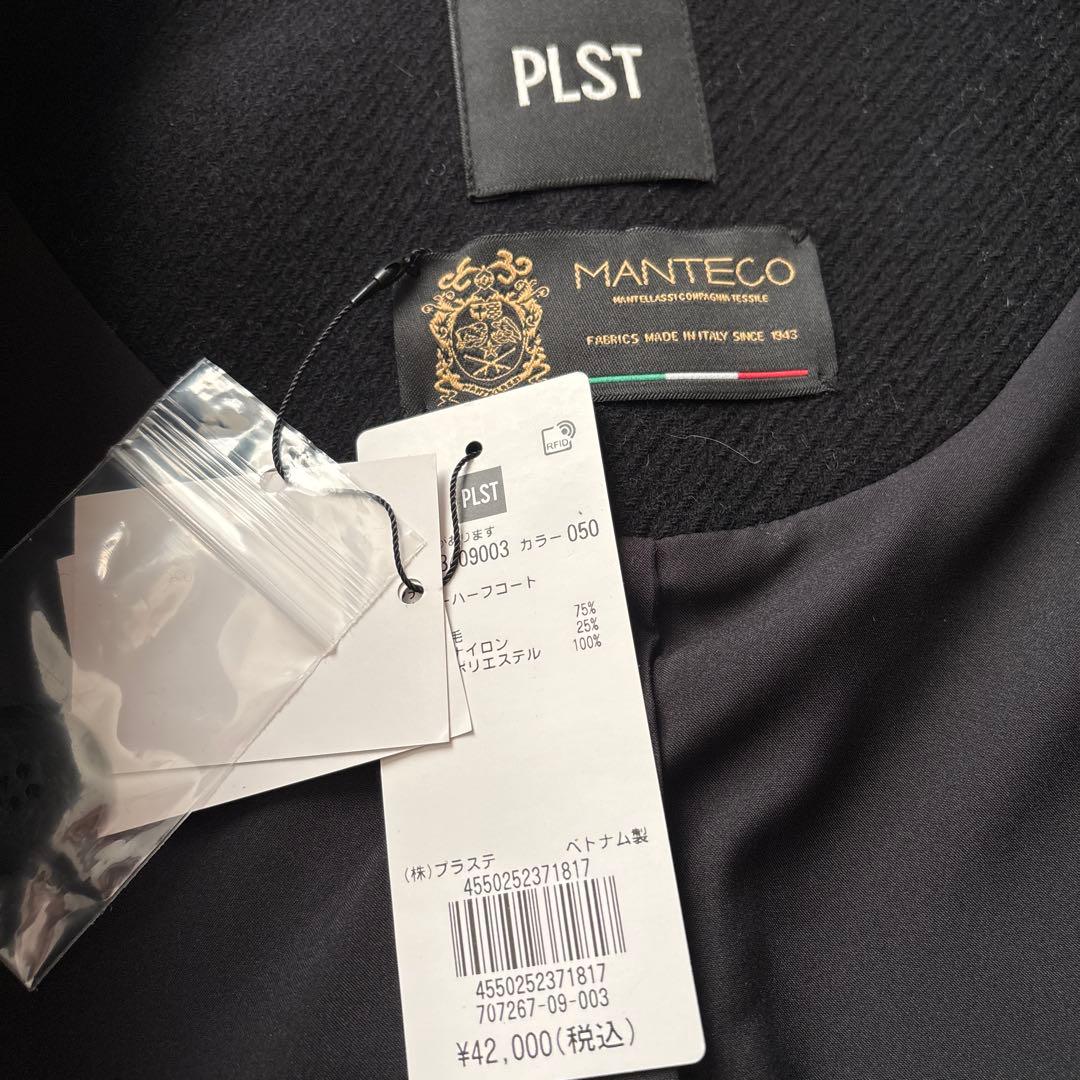 PLST
MANTECO
MANTELLASSI COMPAGNIA TESSILE
FABRICS MADE IN ITALY SINCE 1943
RFID
PLST
あります
09003 カラー 050
ハーフコート
75%
毛 25%
ナイロン 100%
ポリエステル
ベトナム製
(株)プラステ
4550252371817
4550252371817
707267-09-003
¥42,000(税込)